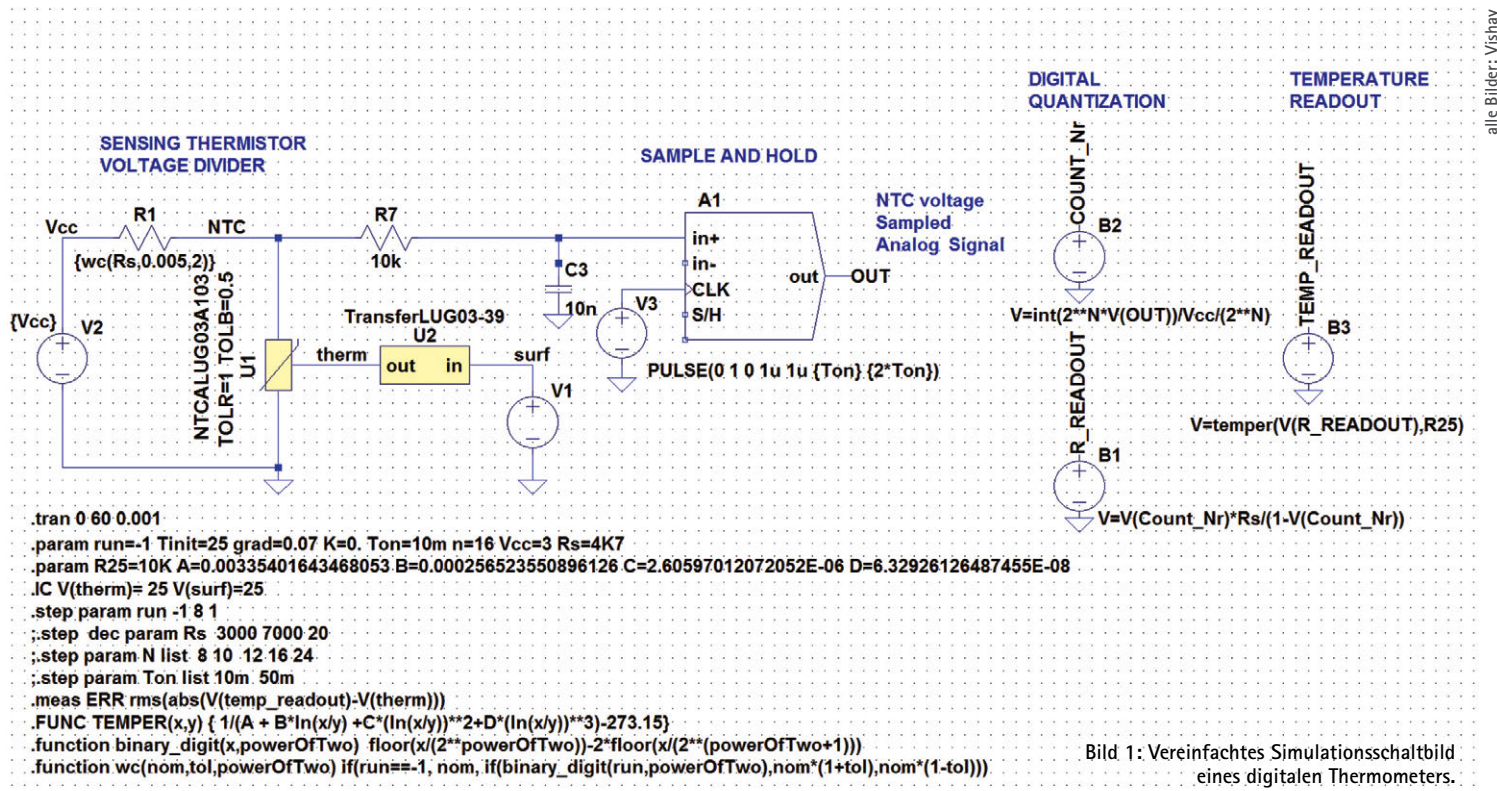 alle Bilder: Vishay
DIGITAL
QUANTIZATION
TEMPERATURE
READOUT
SENSING THERMISTOR
VOLTAGE DIVIDER
SAMPLE AND HOLD
COUNT_Nr
TEMP_READOUT
Vcc
R1
NTC
R7
A1
NTC voltage
Sampled
Analog Signal
B2
{wc(Rs,0.005,2)}
10k
in+
in-
CLK
S/H
out
OUT
C3
10n
V3
V=int(2**N*V(OUT))/Vcc/(2**N)
{Vcc}
V2
NTCALUG03A103
TOLR=1 TOLB=0.5
U1
TransferLUG03-39
U2
therm
out
in
surf
V1
PULSE(0 1 0 1u 1u {Ton} {2*Ton})
B3
R_READOUT
V=temper(V(R_READOUT),R25)
B1
V=V(Count_Nr)*Rs/(1-V(Count_Nr))
.tran 0 60 0.001
.param run=-1 Tinit=25 grad=0.07 K=0. Ton=10m n=16 Vcc=3 Rs=4K7
.param R25=10K A=0.00335401643468053 B=0.000256523550896126 C=2.60597012072052E-06 D=6.32926126487455E-08
.IC V(therm)= 25 V(surf)=25
.step param run -1 8 1
;.step dec param Rs 3000 7000 20
;.step param N list 8 10 12 16 24
;.step param Ton list 10m 50m
.meas ERR rms(abs(V(temp_readout)-V(therm)))
.FUNC TEMPER(x,y) { 1/(A + B*ln(x/y) +C*(ln(x/y))**2+D*(ln(x/y))**3)-273.15}
.function binary_digit(x,powerOfTwo) floor(x/(2**powerOfTwo))-2*floor(x/(2**(powerOfTwo+1)))
.function wc(nom,tol,powerOfTwo) if(run==-1, nom, if(binary_digit(run,powerOfTwo),nom*(1+tol),nom*(1-tol)))
Bild 1: Vereinfachtes Simulationsschaltbild
eines digitalen Thermometers.